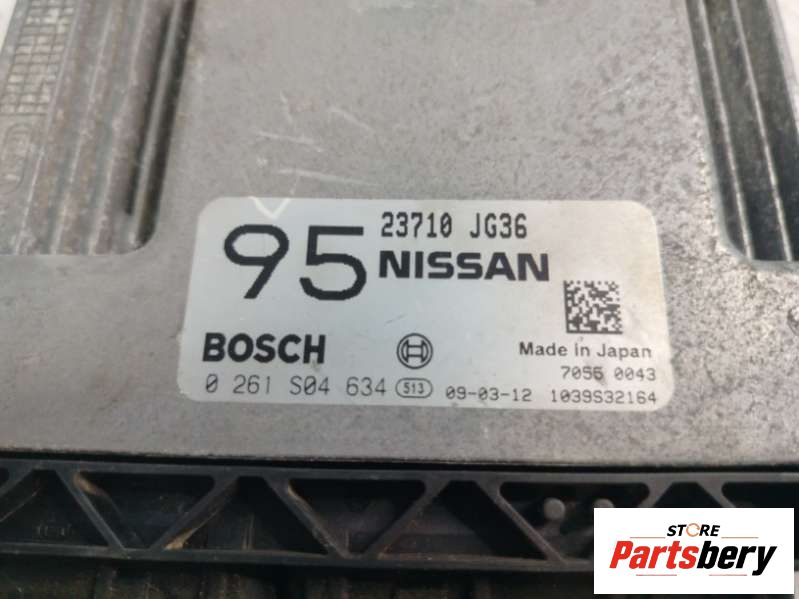 95
23710 JG36
NISSAN
BOSCH
Made in Japan
7055 0043
0 261 S04 634 513 09-03-12 1039S32164
STORE
Partsbery